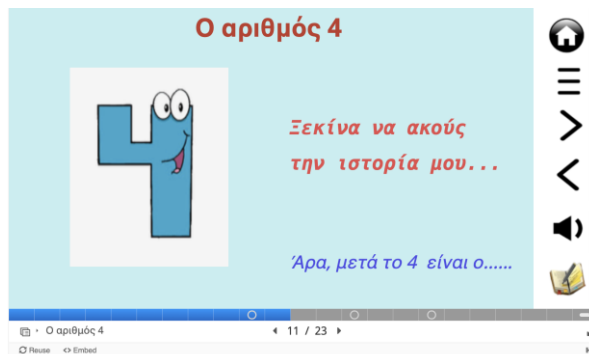 Ο αριθμός 4
Ξεκίνα να ακούς
την ιστορία μου...
Άρα, μετά το 4 είναι ο......
Ο αριθμός 4
11 / 23
Reuse
Embed